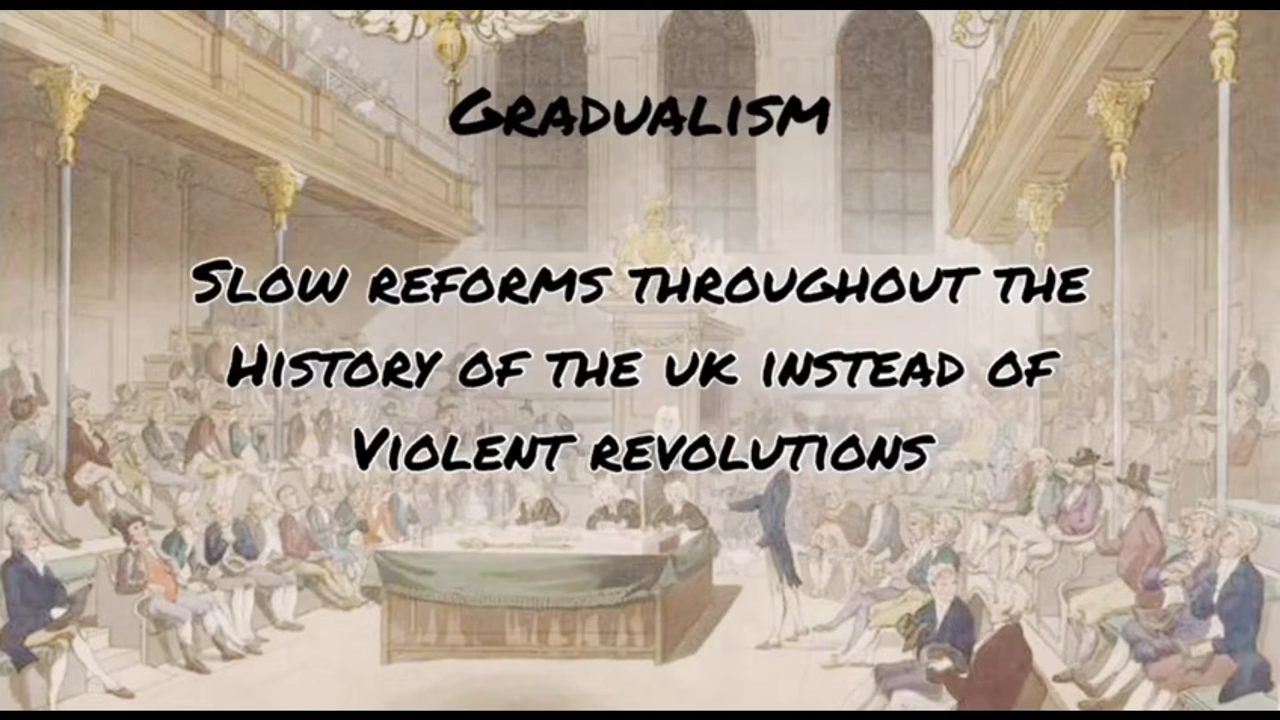 Gradualism
Slow reforms throughout the
History of the uk instead of
Violent revolutions